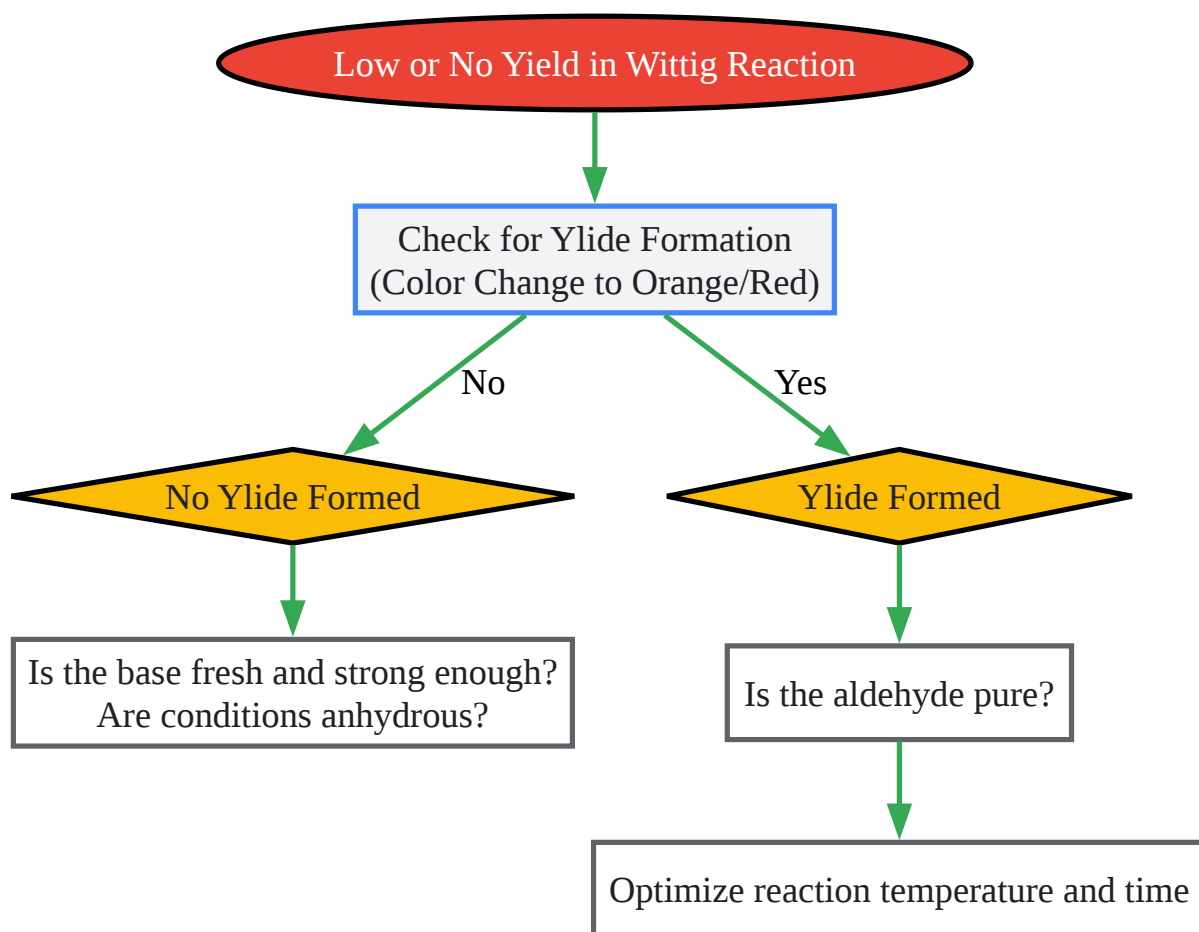 Low or No Yield in Wittig Reaction
Check for Ylide Formation
(Color Change to Orange/Red)
No
Yes
No Ylide Formed
Ylide Formed
Is the base fresh and strong enough?
Are conditions anhydrous?
Is the aldehyde pure?
Optimize reaction temperature and time